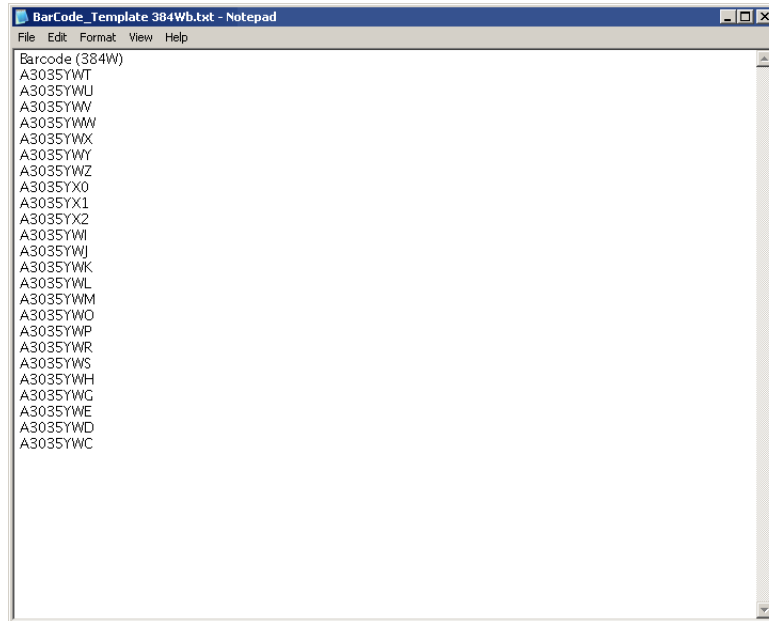 BarCode_Template 384Wb.txt - Notepad
File Edit Format View Help
Barcode (384W)
A3035YWT
A3035YWU
A3035YWV
A3035YWW
A3035YWX
A3035YWY
A3035YWZ
A3035YX0
A3035YX1
A3035YX2
A3035YWI
A3035YWJ
A3035YWK
A3035YWL
A3035YWM
A3035YWO
A3035YWP
A3035YWR
A3035YWS
A3035YWH
A3035YWG
A3035YWE
A3035YWD
A3035YWC